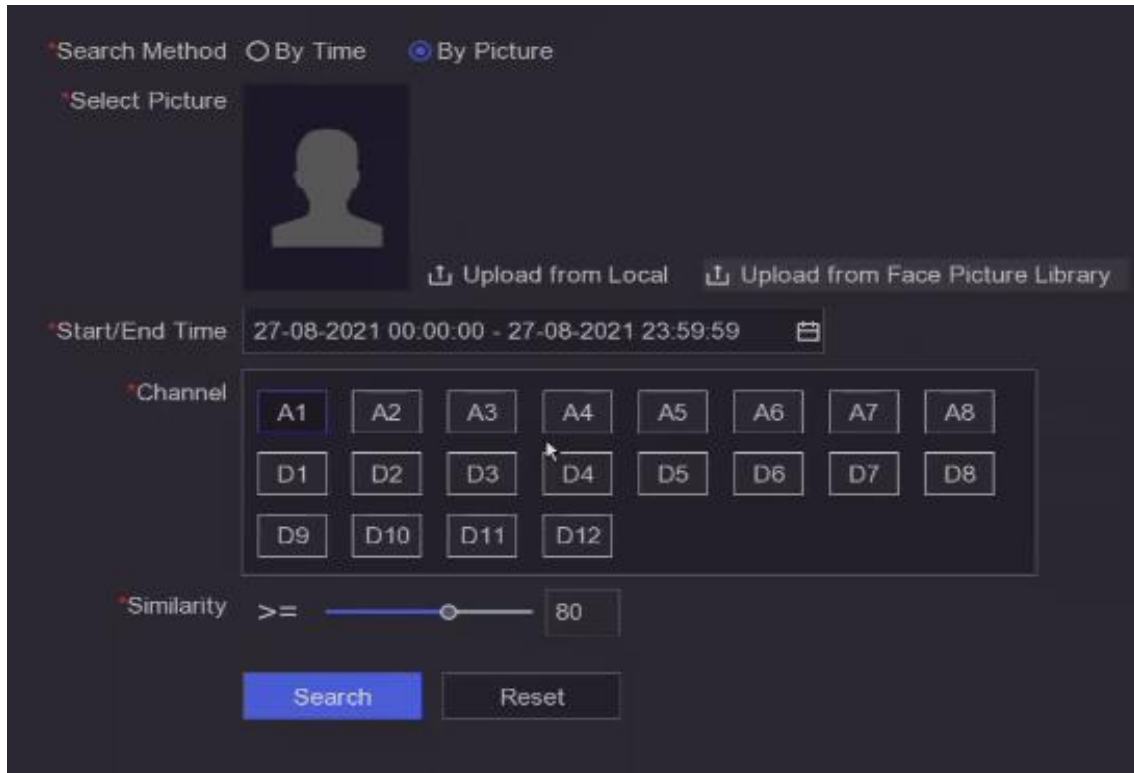 *Search Method By Time By Picture
*Select Picture
Upload from Local Upload from Face Picture Library
*Start/End Time 27-08-2021 00:00:00 - 27-08-2021 23:59:59
*Channel
A1 A2 A3 A4 A5 A6 A7 A8
D1 D2 D3 D4 D5 D6 D7 D8
D9 D10 D11 D12
*Similarity >= 80
Search Reset